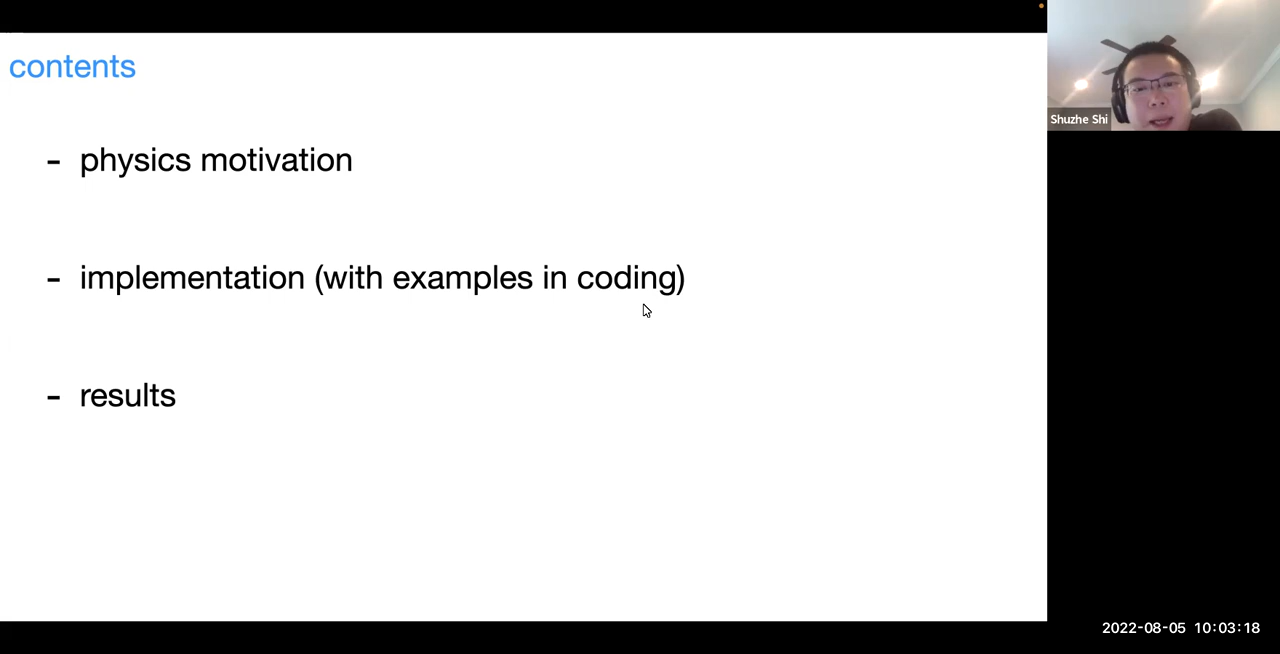 contents
- physics motivation
- implementation (with examples in coding)
- results
Shuzhe Shi
2022-08-05 10:03:18